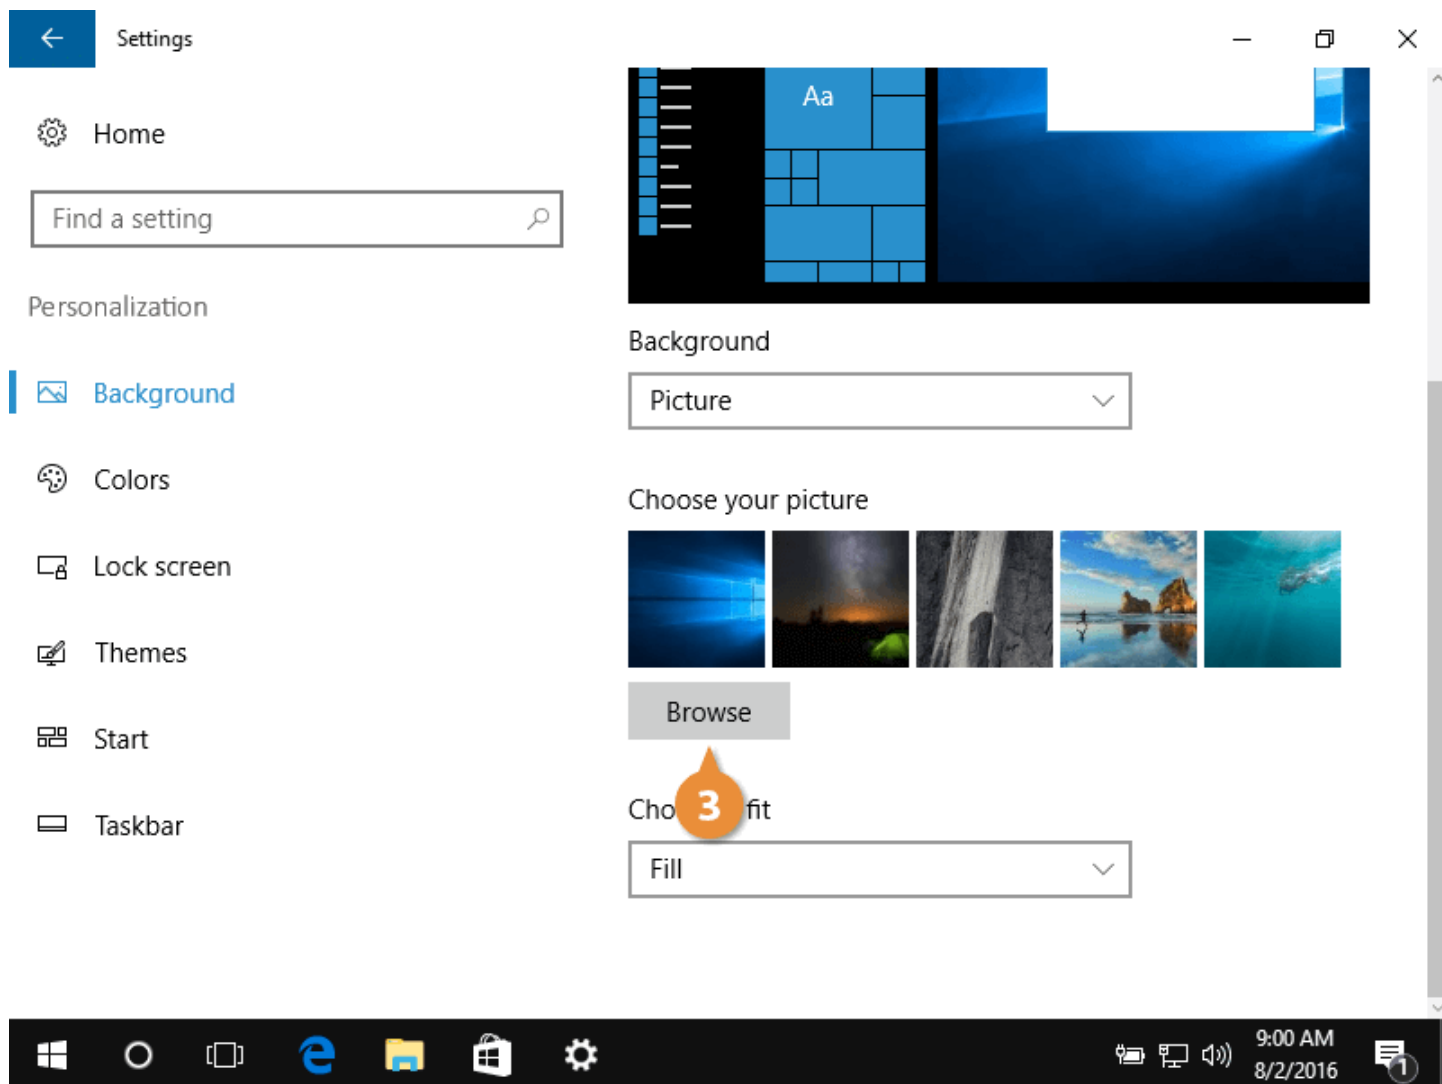 Settings
Home
Find a setting
Personalization
Background
Colors
Lock screen
Themes
Start
Taskbar
Aa
Background
Picture
Choose your picture
Browse
3
Cho fit
Fill
9:00 AM
8/2/2016
1